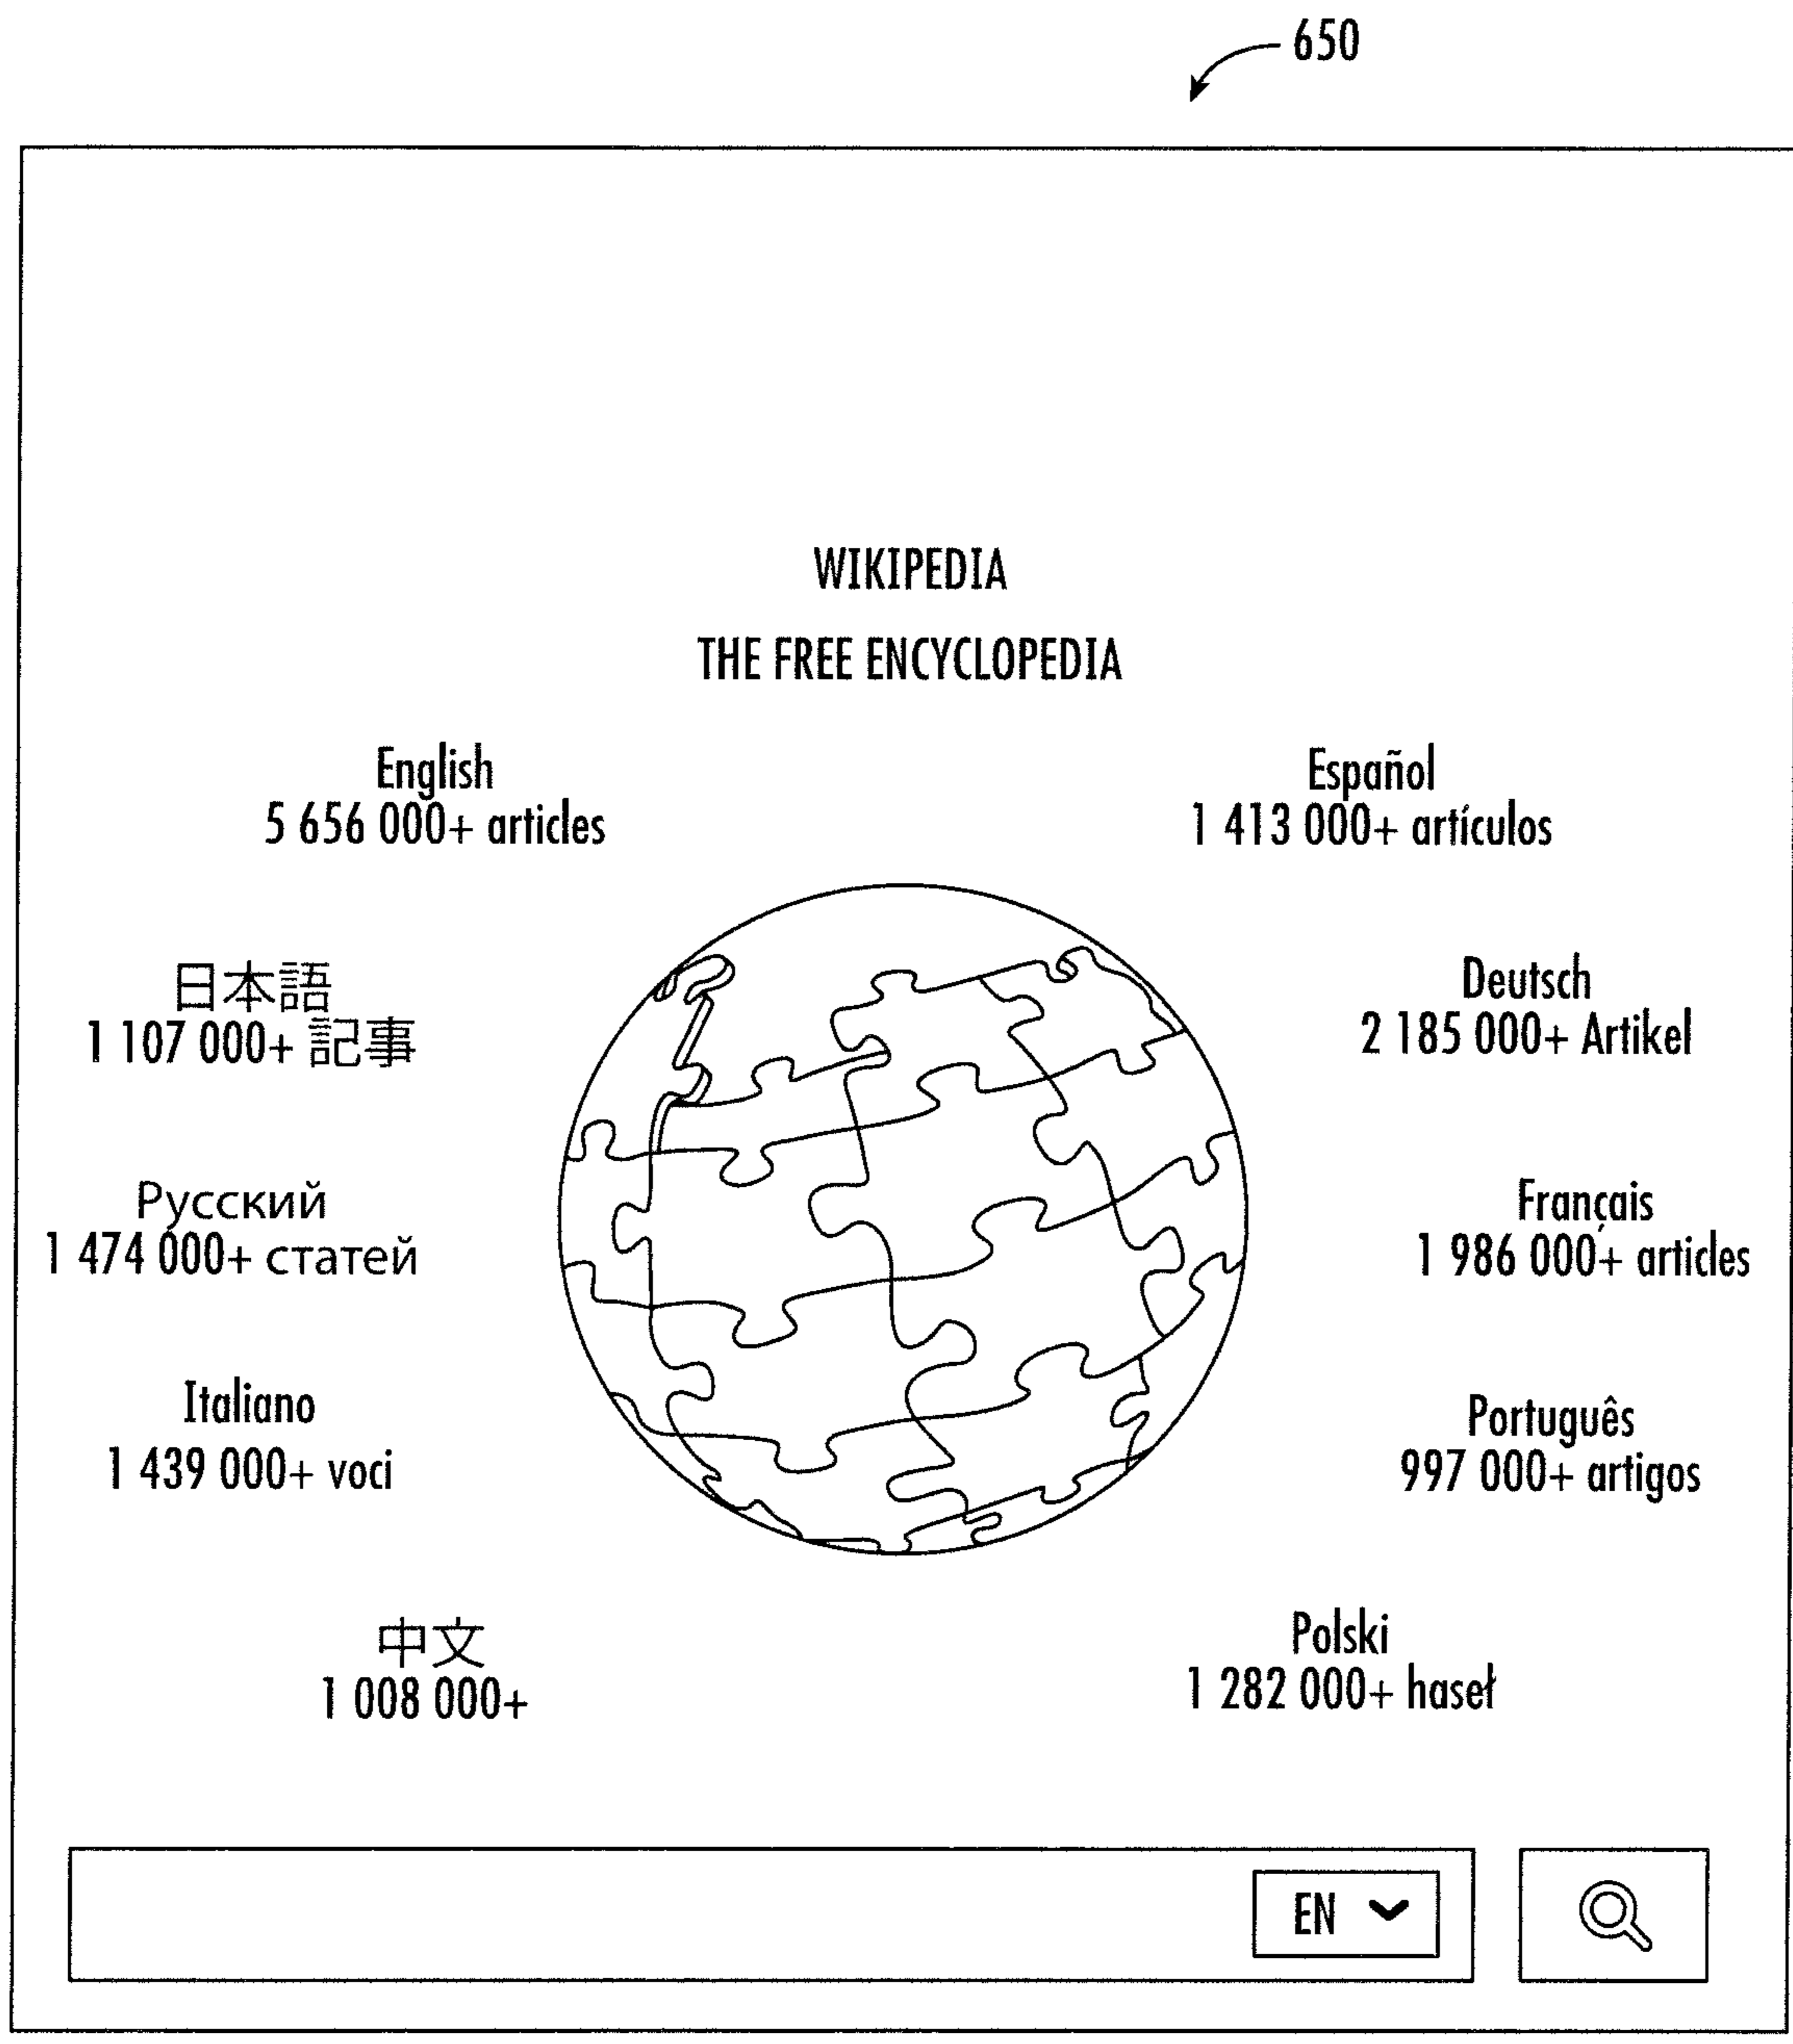 650
WIKIPEDIA
THE FREE ENCYCLOPEDIA
English
5 656 000+ articles
Español
1 413 000+ artículos
日本語
1 107 000+ 記事
Deutsch
2 185 000+ Artikel
Русский
1 474 000+ статей
Français
1 986 000+ articles
Italiano
1 439 000+ voci
Português
997 000+ artigos
中文
1 008 000+
Polski
1 282 000+ haseł
EN